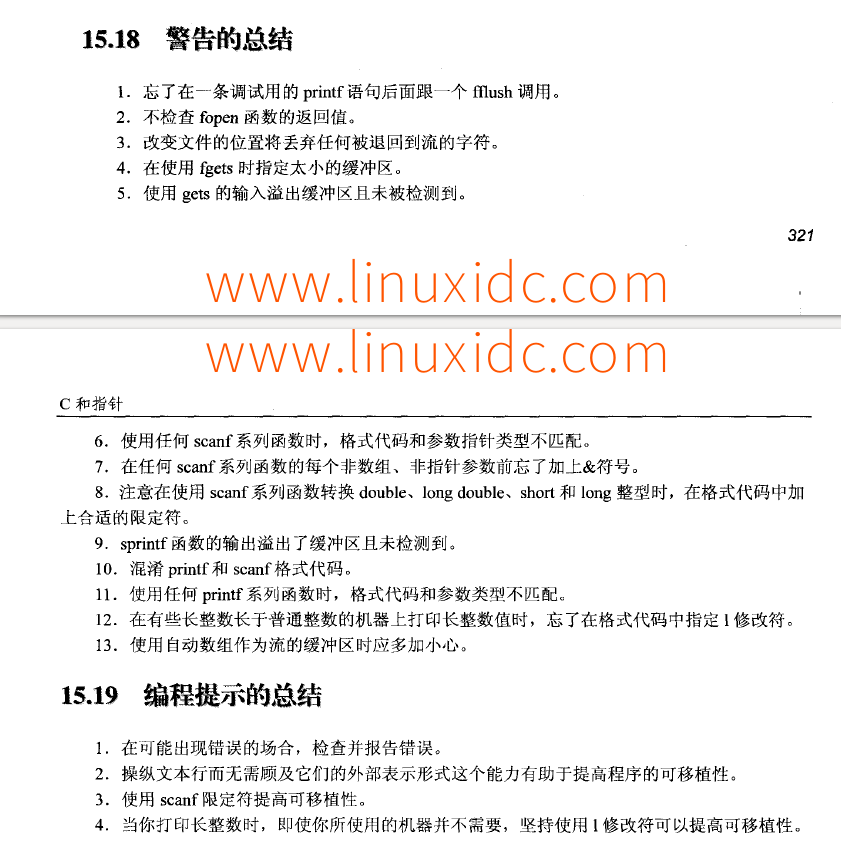 15.18 警告的总结
1．忘了在一条调试用的 printf 语句后面跟一个 fflush 调用。
2．不检查 fopen 函数的返回值。
3．改变文件的位置将丢弃任何被退回到流的字符。
4．在使用 fgets 时指定太小的缓冲区。
5．使用 gets 的输入溢出缓冲区且未被检测到。
321
www.linuxidc.com
www.linuxidc.com
C 和指针
6．使用任何 scanf 系列函数时，格式代码和参数指针类型不匹配。
7．在任何 scanf 系列函数的每个非数组、非指针参数前忘了加上&符号。
8．注意在使用 scanf 系列函数转换 double、long double、short 和 long 整型时，在格式代码中加
上合适的限定符。
9．sprintf 函数的输出溢出了缓冲区且未检测到。
10．混淆 printf 和 scanf 格式代码。
11．使用任何 printf 系列函数时，格式代码和参数类型不匹配。
12．在有些长整数长于普通整数的机器上打印长整数值时，忘了在格式代码中指定 l 修改符。
13．使用自动数组作为流的缓冲区时应多加小心。
15.19 编程提示的总结
1．在可能出现错误的场合，检查并报告错误。
2．操纵文本行而无需顾及它们的外部表示形式这个能力有助于提高程序的可移植性。
3．使用 scanf 限定符提高可移植性。
4．当你打印长整数时，即使你所使用的机器并不需要，坚持使用 l 修改符可以提高可移植性。